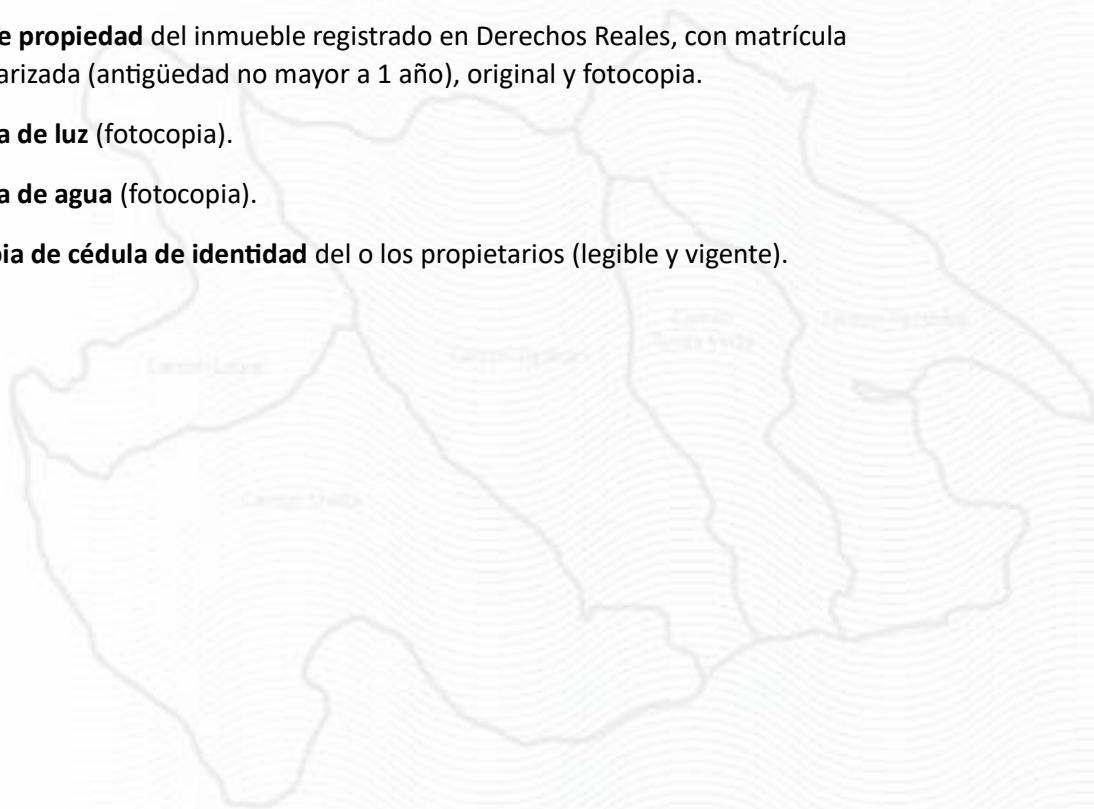 e propiedad del inmueble registrado en Derechos Reales, con matrícula
arizada (antigüedad no mayor a 1 año), original y fotocopia.
a de luz (fotocopia).
a de agua (fotocopia).
ia de cédula de identidad del o los propietarios (legible y vigente).